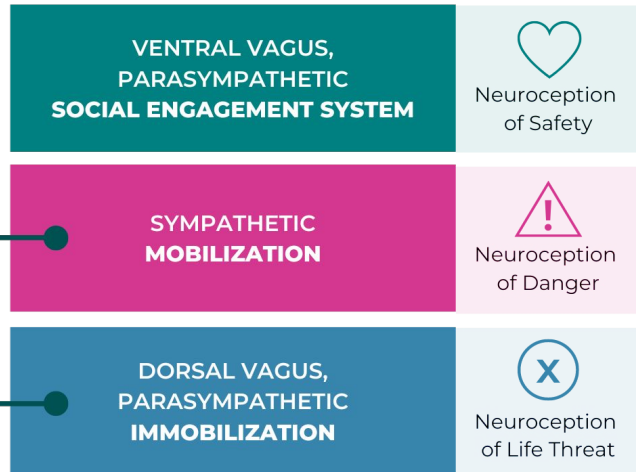 VENTRAL VAGUS,
PARASYMPATHETIC
SOCIAL ENGAGEMENT SYSTEM
Neuroception
of Safety
SYMPATHETIC
MOBILIZATION
!
Neuroception
of Danger
DORSAL VAGUS,
PARASYMPATHETIC
IMMOBILIZATION
X
Neuroception
of Life Threat